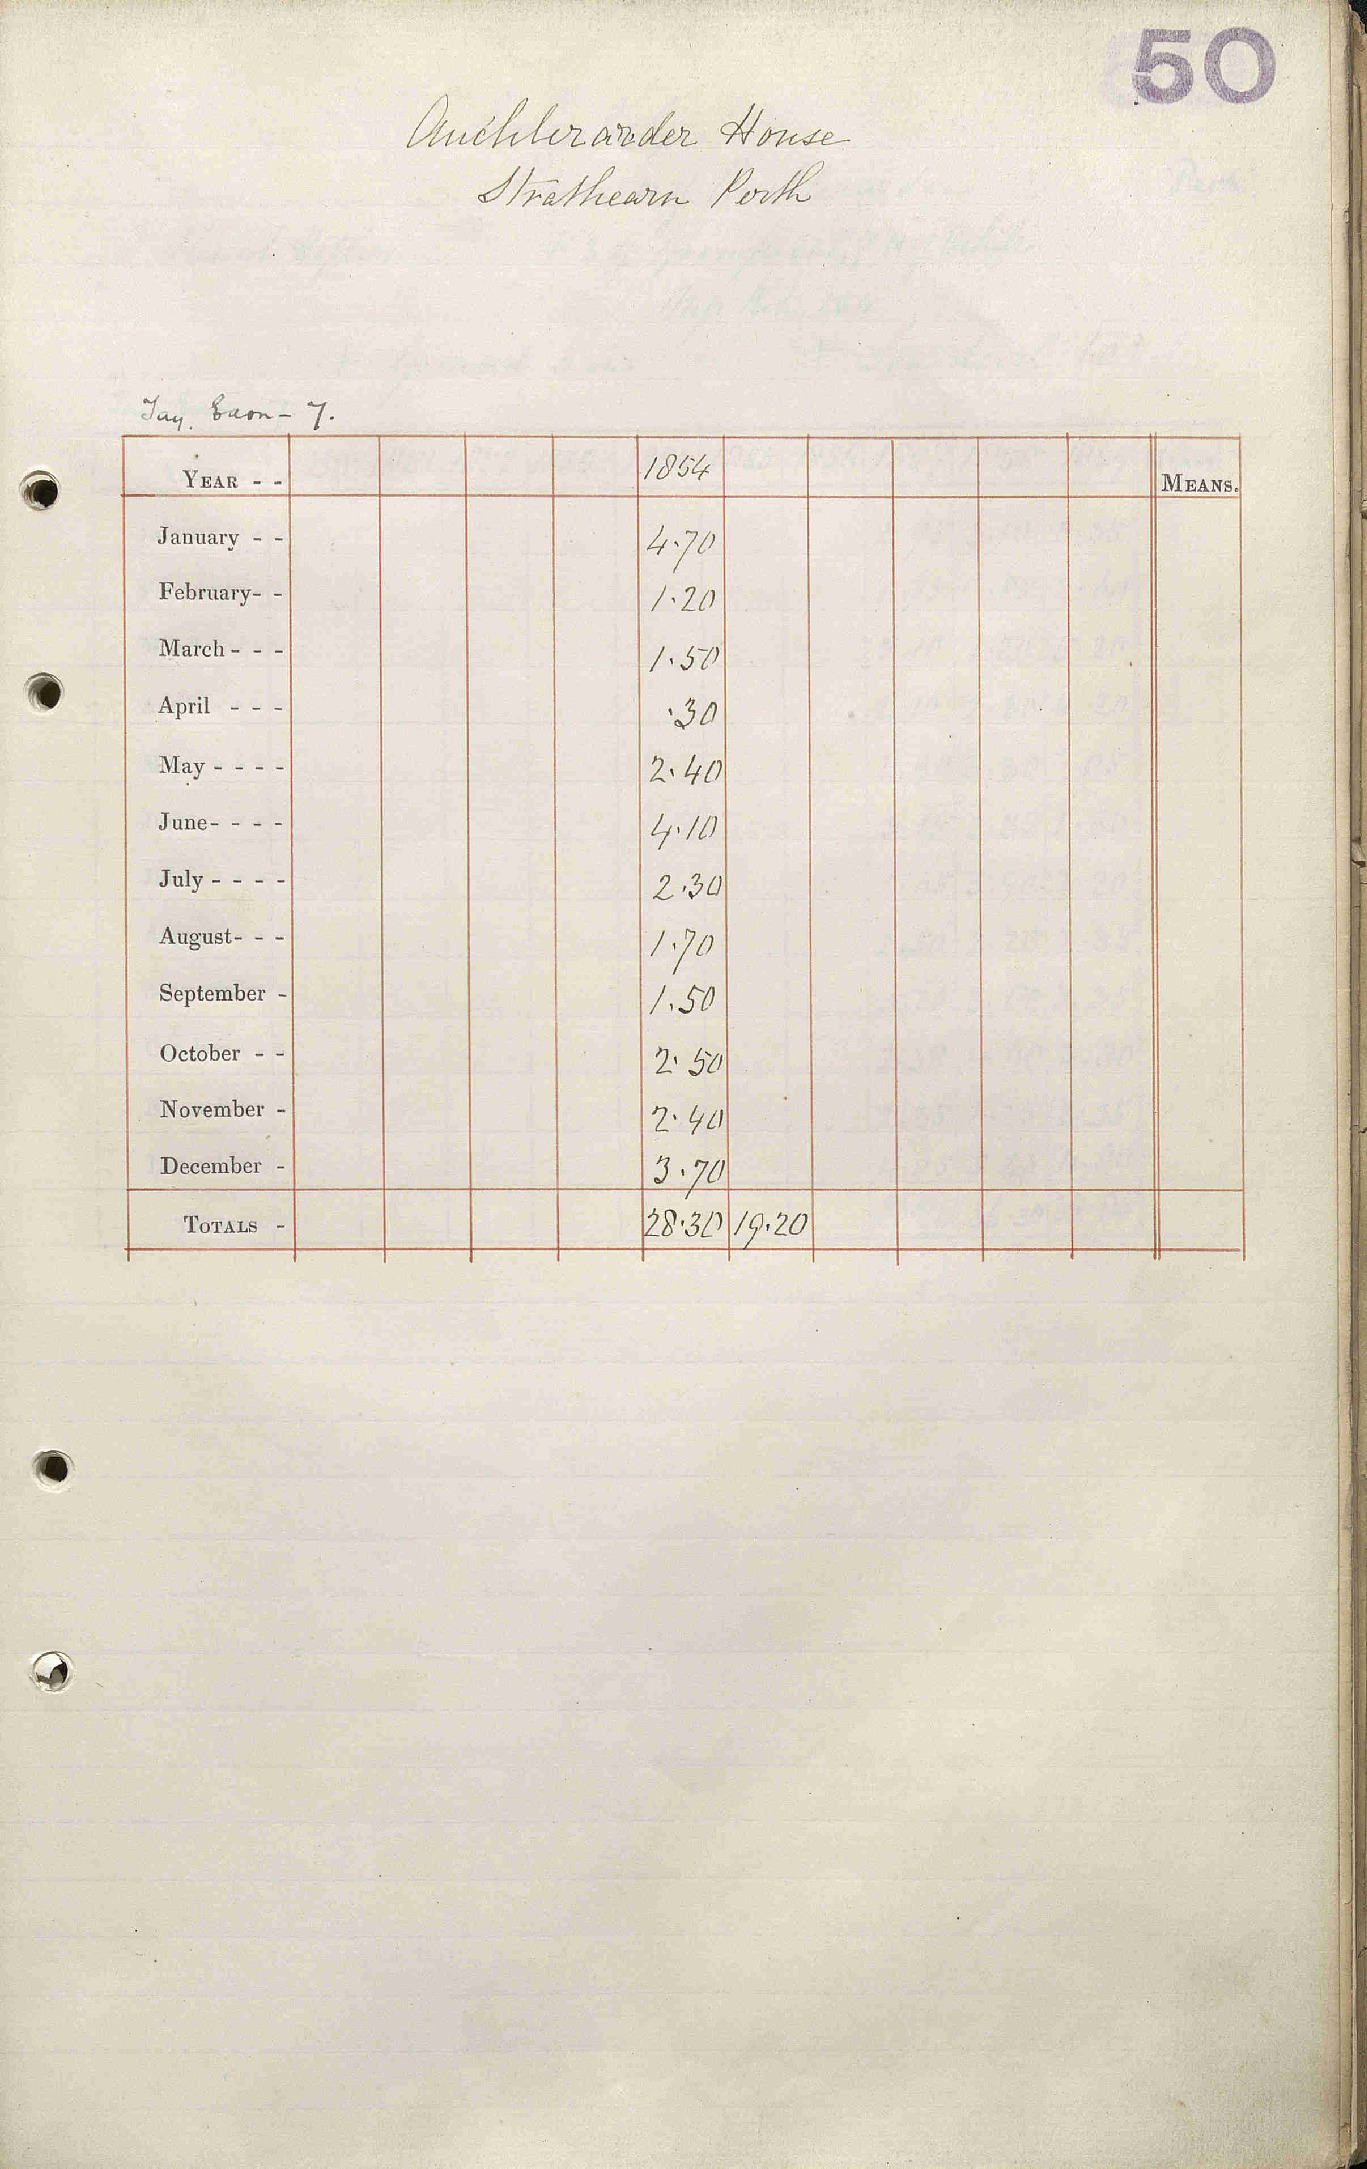 50
Auchterarder House
Strathearn Perth
Tay. Earn - 7.
YEAR - - 1854 MEANS.
January - - 4.70
February - - 1.20
March - - - 1.50
April - - - .30
May - - - - 2.40
June - - - - 4.10
July - - - - 2.30
August - - - 1.70
September - 1.50
October - - 2.50
November - 2.40
December - 3.70
TOTALS - 28.30 19.20